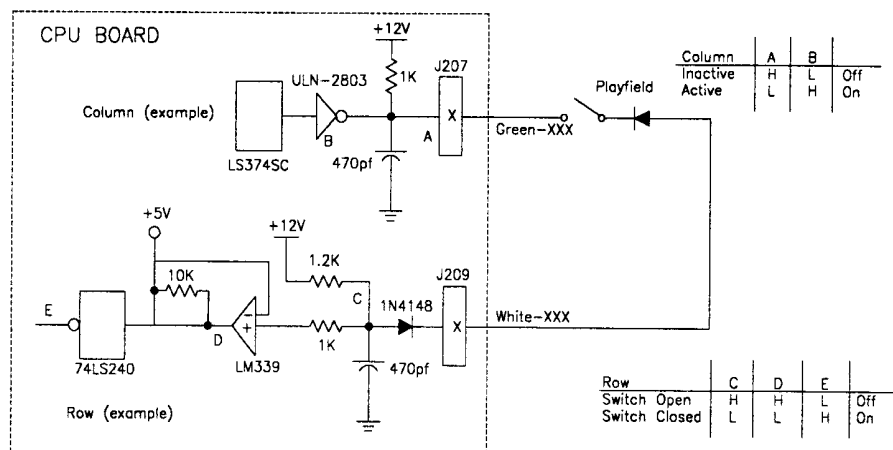 CPU BOARD
+12V
1K
J207
ULN-2803
Column (example)
X
B
A
LS374SC
470pf
Green-XXX
Playfield
Column A B
Inactive H L Off
Active L H On
+5V
+12V
10K
1.2K
J209
C
1N4148
E
D
-
+
X
White-XXX
1K
74LS240
LM339
470pf
Row (example)
Row C D E
Switch Open H H L Off
Switch Closed L L H On